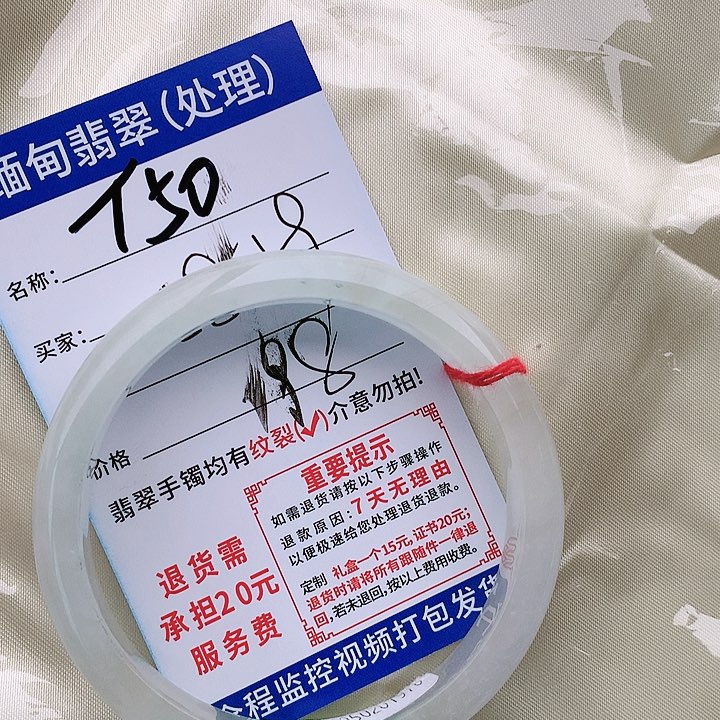 缅甸翡翠(处理)
T50
名称:
买家:
198
价格
翡翠手镯均有纹裂(✓)介意勿拍!
退货需
承担20元
服务费
重要提示
如需退货请按以下步骤操作
退款原因:7天无理由
以便极速给您处理退货退款。
定制 礼盒一个15元,证书20元;
退货时请将所有跟随件一律退
回,若未退回,按以上费用收费。
全程监控视频打包发货